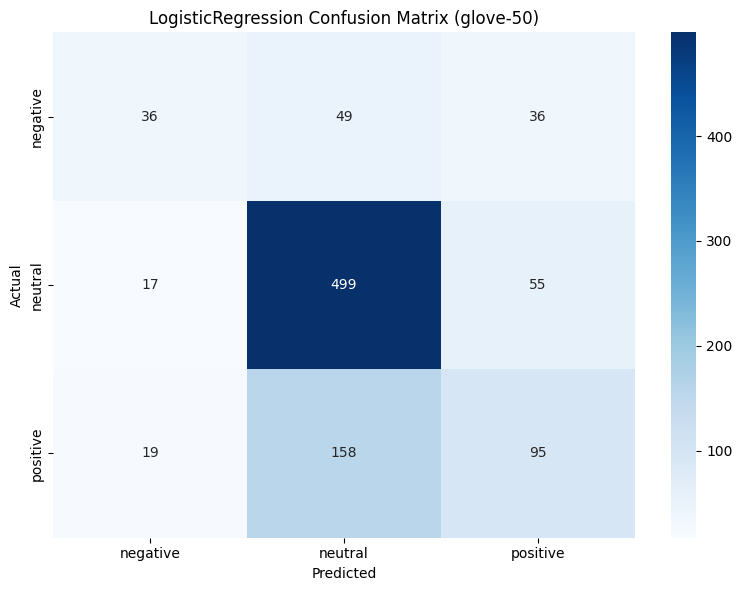 LogisticRegression Confusion Matrix (glove-50)
negative
36
49
36
neutral
17
499
55
positive
19
158
95
negative
neutral
positive
Predicted
Actual
400
300
200
100